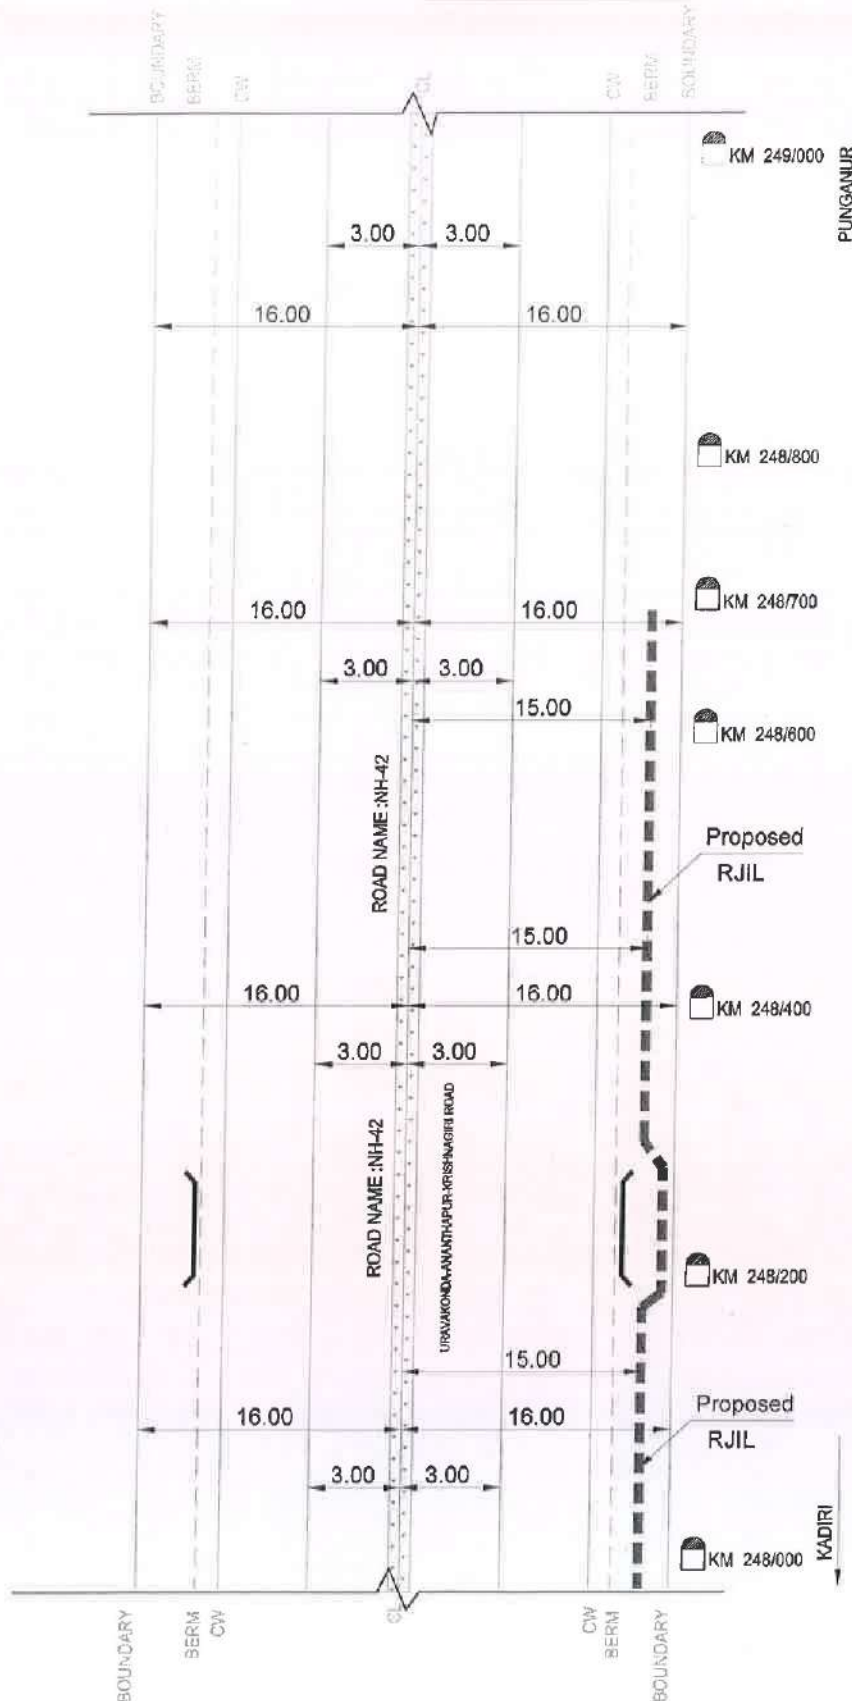 BOUNDARY
BERM
CW
CL
CW
BERM
BOUNDARY
KM 249/000
PUNGANUR
3.00 3.00
16.00 16.00
KM 248/800
KM 248/700
16.00 16.00
3.00 3.00
15.00
KM 248/600
ROAD NAME :NH-42
Proposed
RJIL
15.00
16.00 16.00
KM 248/400
3.00 3.00
ROAD NAME :NH-42
URAVAKONDA-ANANTHAPUR-KRISHNAGIRI ROAD
KM 248/200
15.00
16.00 16.00
Proposed
RJIL
3.00 3.00
KM 248/000
KADIRI
BOUNDARY
BERM
CW
CL
CW
BERM
BOUNDARY